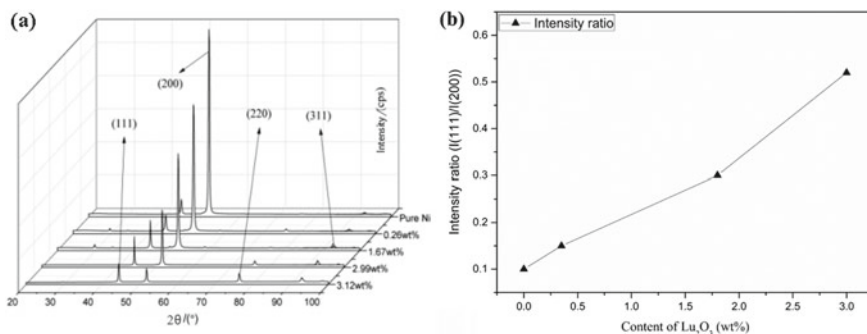 (a)
(200)
(111)
(220)
(311)
Intensity/(cps)
Pure Ni
0.26wt%
1.67wt%
2.99wt%
3.12wt%
20 30 40 50 60 70 80 90 100
2θ/(°)
(b)
Intensity ratio
Intensity ratio (I(111)/I(200))
0.6
0.5
0.4
0.3
0.2
0.1
0.0 0.5 1.0 1.5 2.0 2.5 3.0
Content of Lu2O3 (wt%)